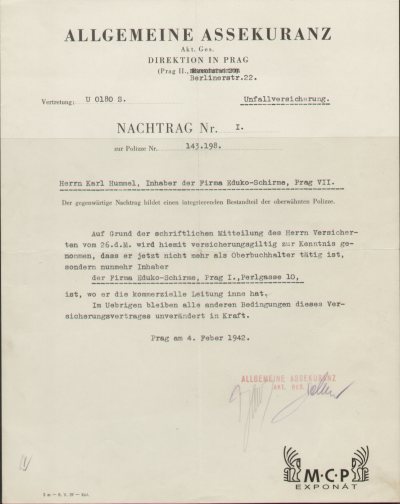 ALLGEMEINE ASSEKURANZ
Akt. Ges.
DIREKTION IN PRAG
(Prag II.,
Berlinerstr.22.
Vertretung: U 0180 S. Unfallversicherung.
NACHTRAG Nr. I.
zur Polizze Nr. 143.198.
Herrn Karl Hummel, Inhaber der Firma Eduko-Schirme, Prag VII.
Der gegenwärtige Nachtrag bildet einen integrierenden Bestandteil der oberwähnten Polizze.
Auf Grund der schriftlichen Mitteilung des Herrn Versicher-
ten vom 26.d.M. wird hiemit versicherungsgiltig zur Kenntnis ge-
nommen, dass er jetzt nicht mehr als Oberbuchhalter tätig ist,
sondern nunmehr Inhaber
der Firma Eduko-Schirme, Prag I.,Perlgasse 10,
ist, wo er die kommerzielle Leitung inne hat.
Im Uebrigen bleiben alle anderen Bedingungen dieses Ver-
sicherungsvertrages unverändert in Kraft.
Prag am 4. Feber 1942.
ALLGEMEINE ASSEKURANZ
AKT. GES.
M·C·P
EXPONÁT